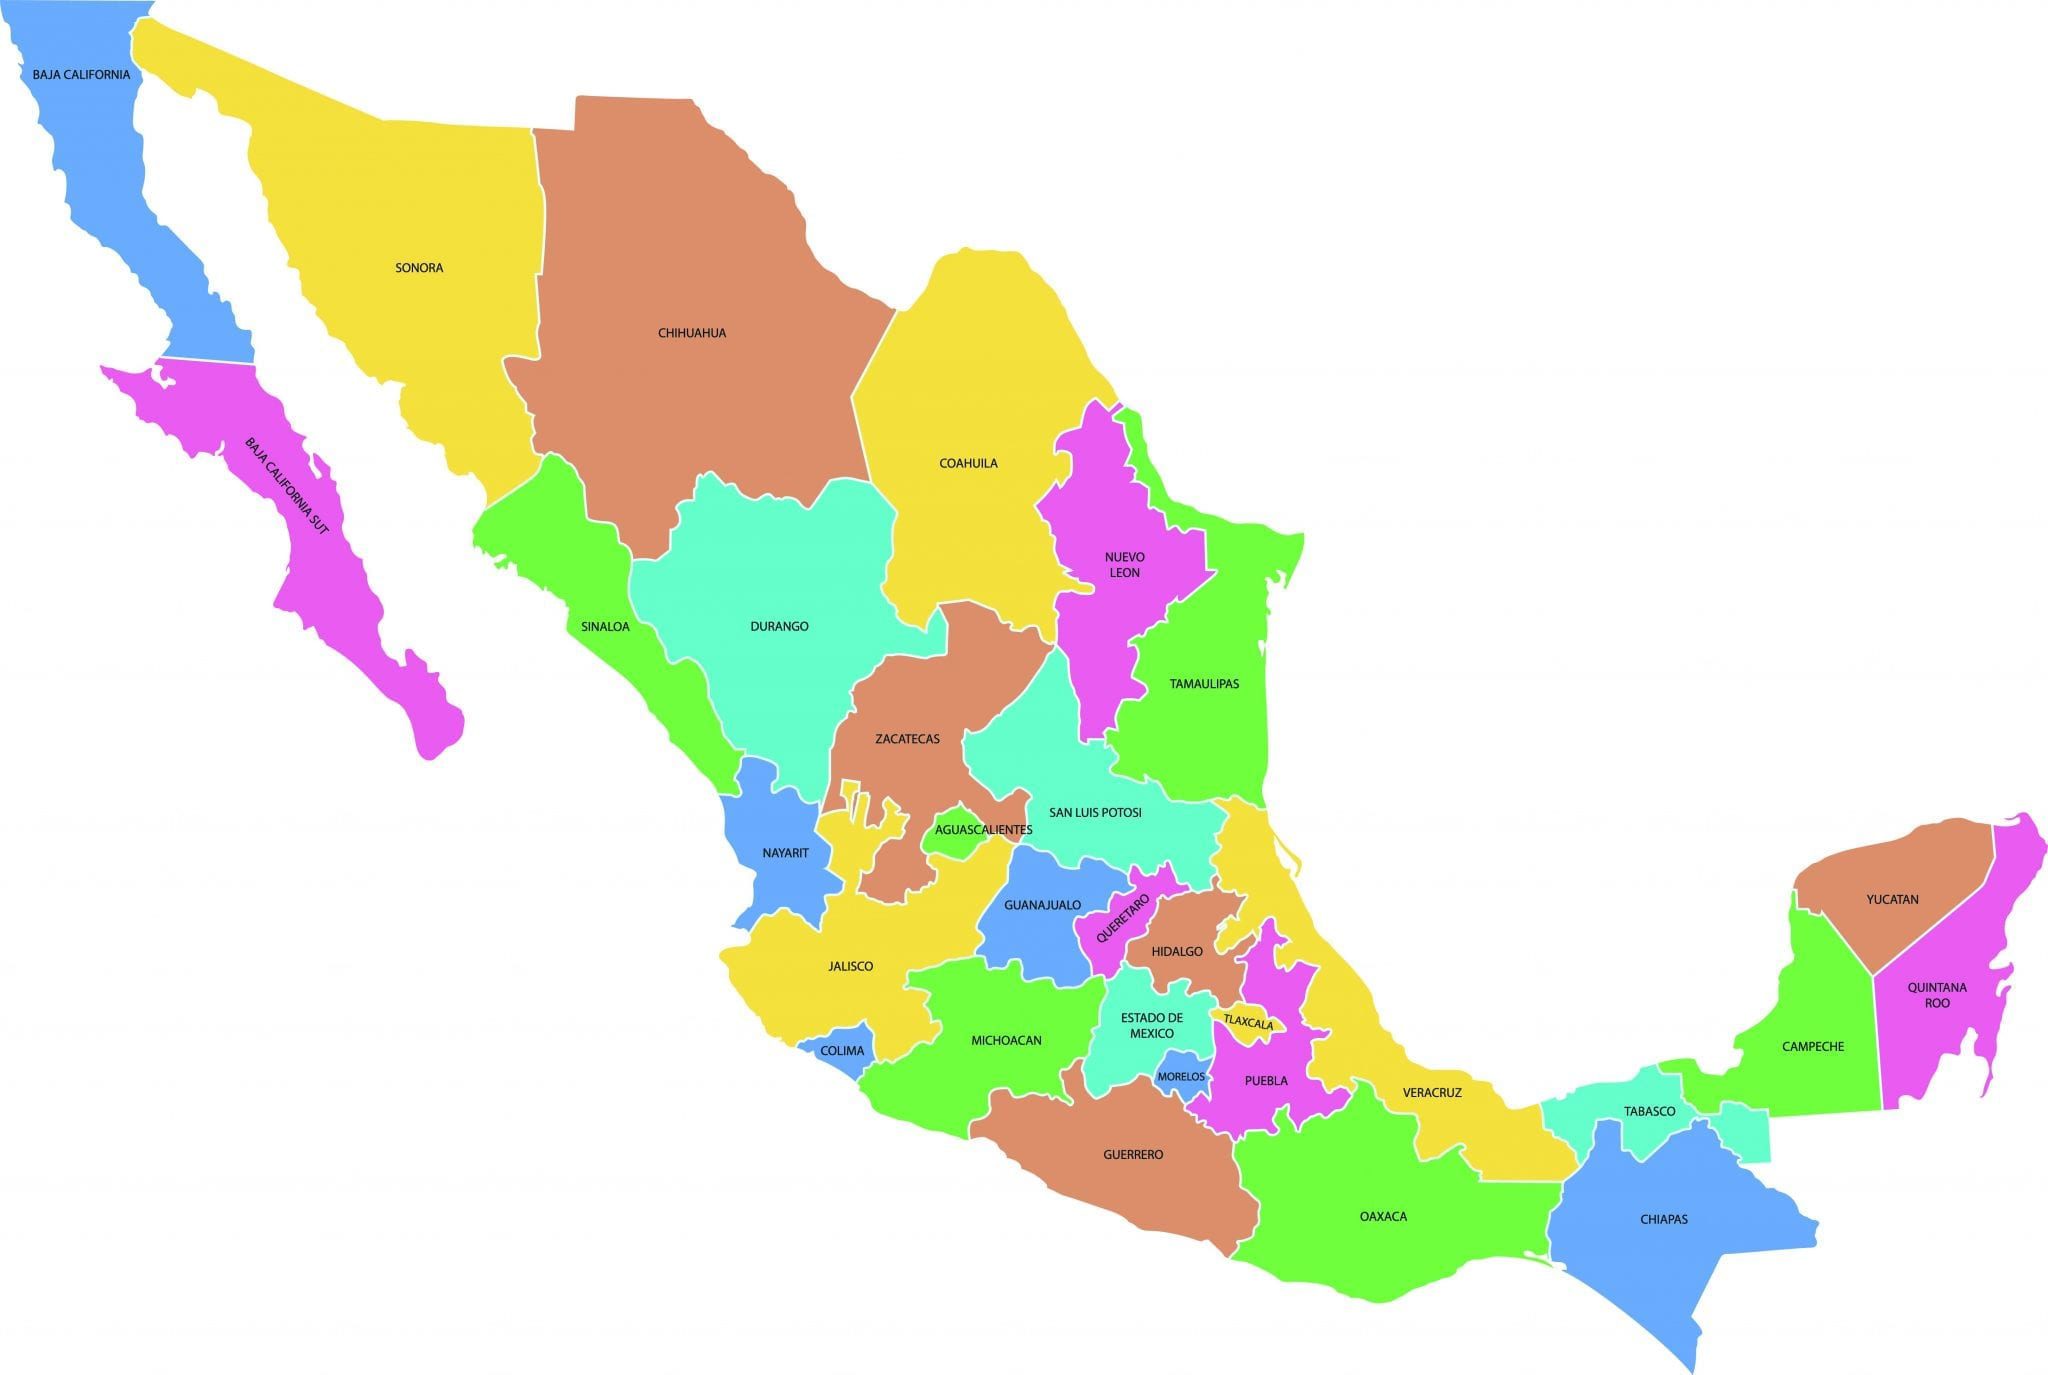 BAJA CALIFORNIA
SONORA
CHIHUAHUA
COAHUILA
BAJA CALIFORNIA SUT
NUEVO
LEON
SINALOA
DURANGO
TAMAULIPAS
ZACATECAS
SAN LUIS POTOSI
AGUASCALIENTES
NAYARIT
GUANAJUALO
QUERETARO
YUCATAN
HIDALGO
JALISCO
QUINTANA
ROO
ESTADO DE
MEXICO
TLAXCALA
MICHOACAN
COLIMA
CAMPECHE
MORELOS
PUEBLA
VERACRUZ
TABASCO
GUERRERO
OAXACA
CHIAPAS